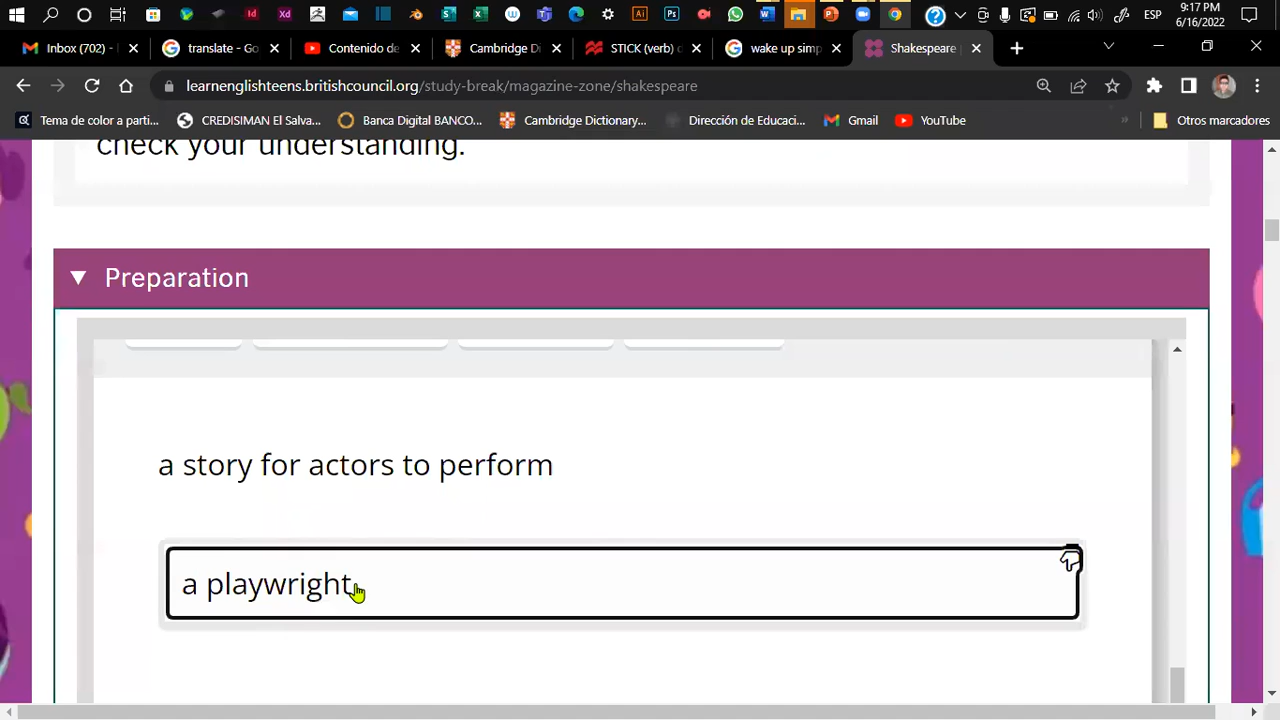 9:17 PM
ESP
6/16/2022
Inbox (702) -
translate - Go
Contenido de
Cambridge Di
STICK (verb) c
wake up simp
Shakespeare
learnenglishteens.britishcouncil.org/study-break/magazine-zone/shakespeare
Tema de color a parti...
CREDISIMAN El Salva...
Banca Digital BANCO...
Cambridge Dictionary...
Dirección de Educaci...
Gmail
YouTube
Otros marcadores
check your understanding.
Preparation
a story for actors to perform
a playwright